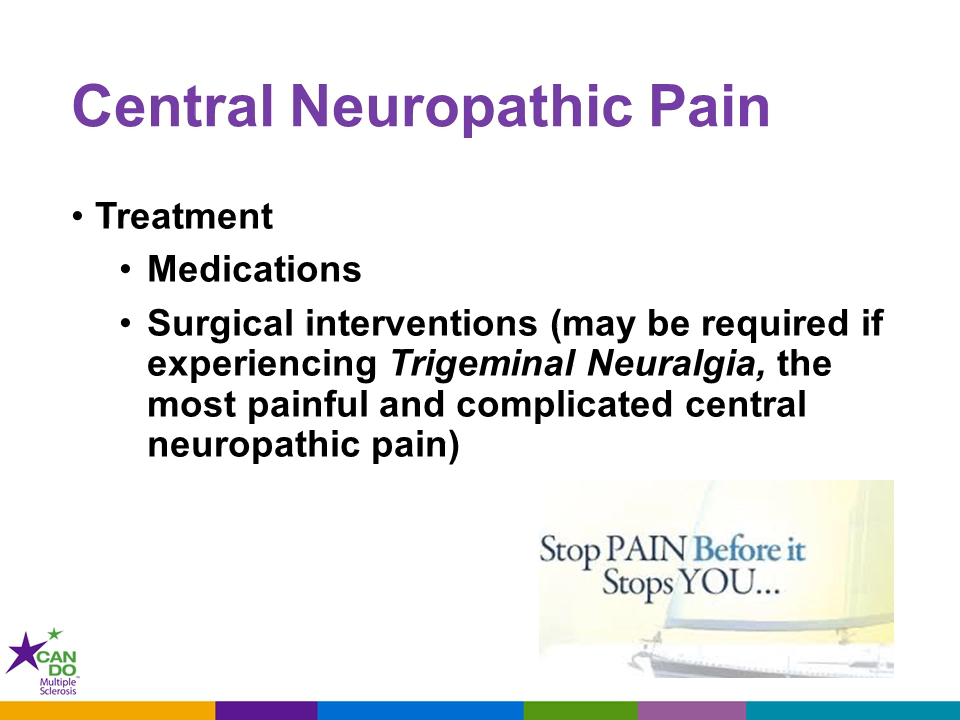 Central Neuropathic Pain
• Treatment
• Medications
• Surgical interventions (may be required if
experiencing Trigeminal Neuralgia, the
most painful and complicated central
neuropathic pain)
Stop PAIN Before it
Stops YOU...
CAN
DO™
Multiple
Sclerosis